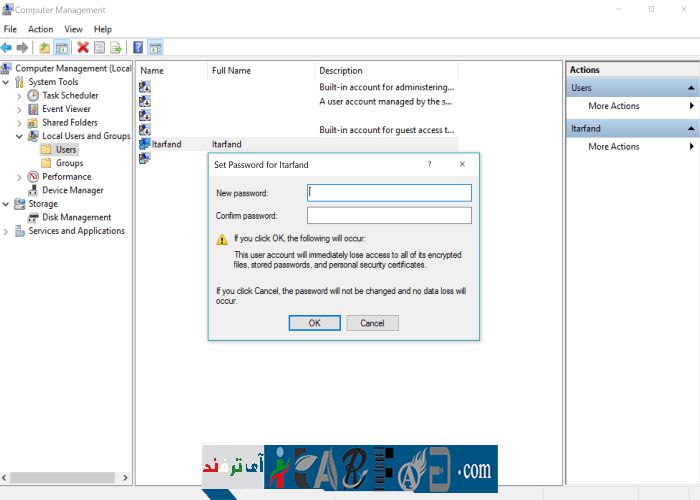 Computer Management
File Action View Help
Computer Management (Local
System Tools
Task Scheduler
Event Viewer
Shared Folders
Local Users and Groups
Users
Groups
Performance
Device Manager
Storage
Disk Management
Services and Applications
Name Full Name Description
Built-in account for administering...
A user account managed by the s...
Built-in account for guest access t...
Itarfand Itarfand
Set Password for Itarfand
New password:
Confirm password:
If you click OK, the following will occur:
This user account will immediately lose access to all of its encrypted
files, stored passwords, and personal security certificates.
If you click Cancel, the password will not be changed and no data loss will
occur.
OK Cancel
Actions
Users
More Actions
Itarfand
More Actions
آی ترفند
iTARFAND.com